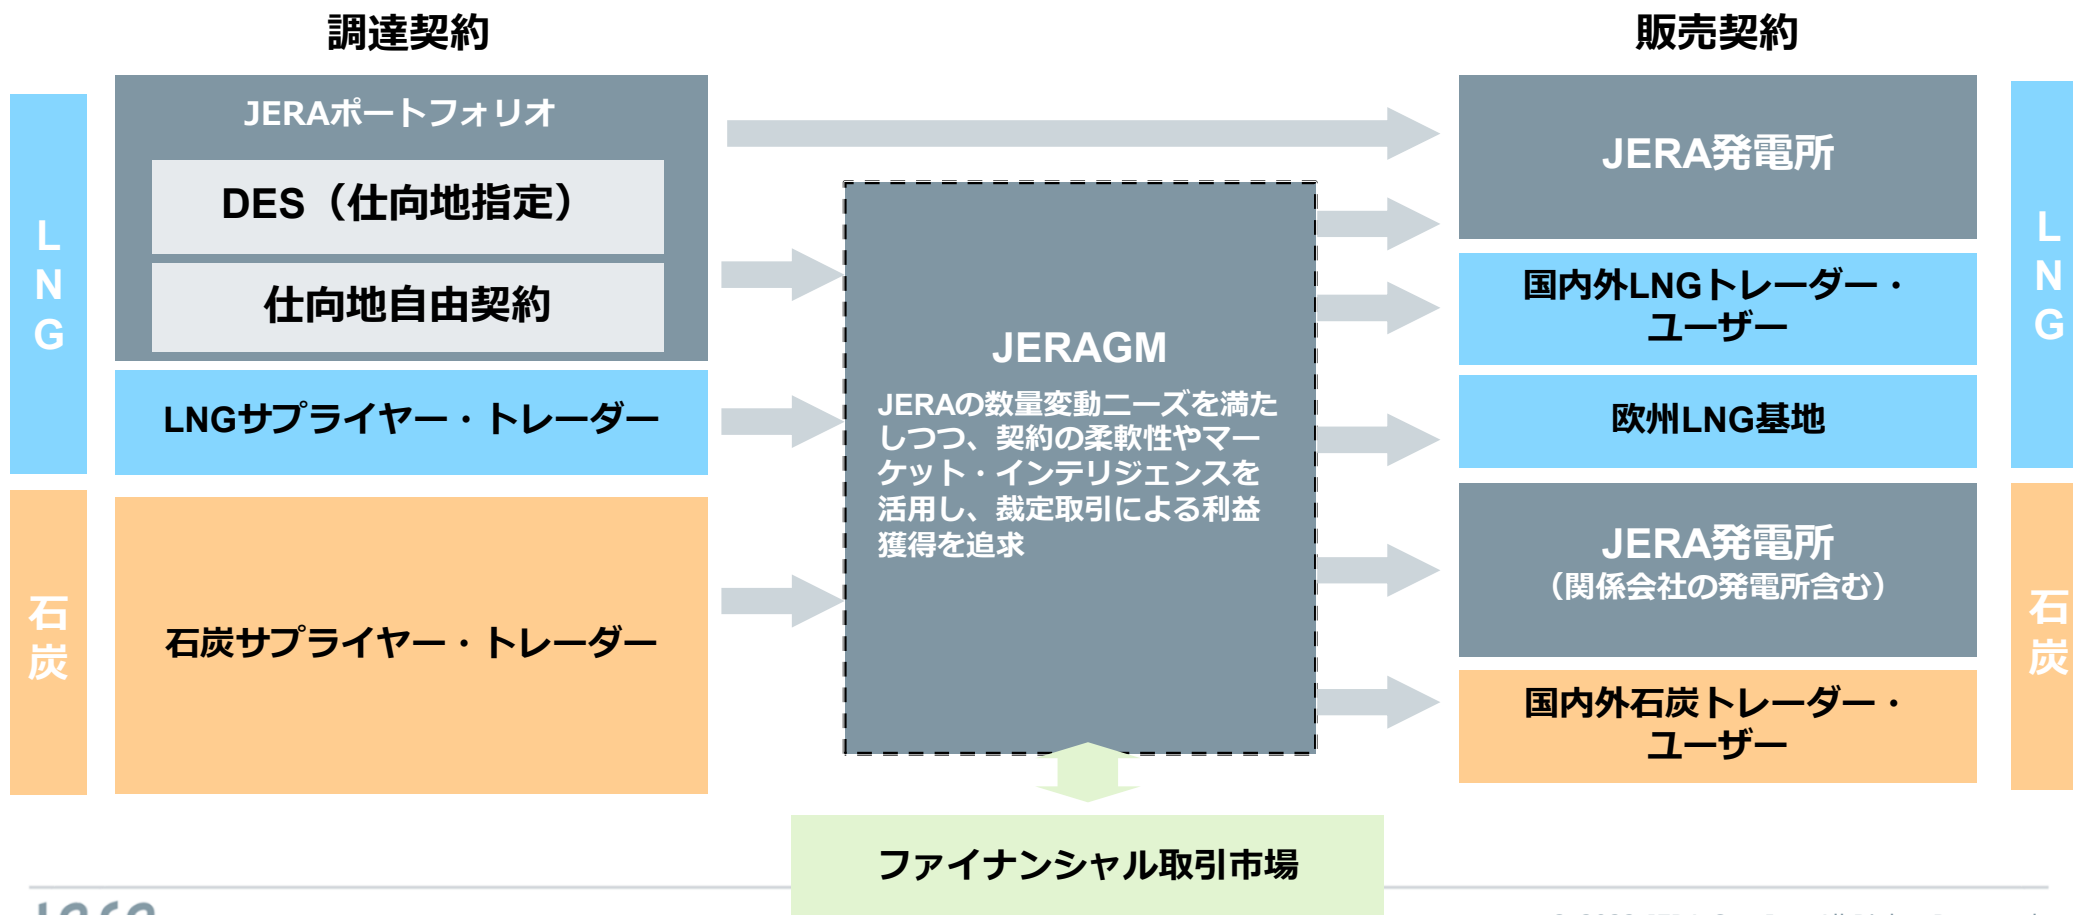 調達契約
販売契約
LNG
JERAポートフォリオ
DES（仕向地指定）
仕向地自由契約
LNGサプライヤー・トレーダー
石炭
石炭サプライヤー・トレーダー
JERAGM
JERAの数量変動ニーズを満た
しつつ、契約の柔軟性やマー
ケット・インテリジェンスを
活用し、裁定取引による利益
獲得を追求
ファイナンシャル取引市場
JERA発電所
国内外LNGトレーダー・
ユーザー
欧州LNG基地
LNG
JERA発電所
（関係会社の発電所含む）
国内外石炭トレーダー・
ユーザー
石炭